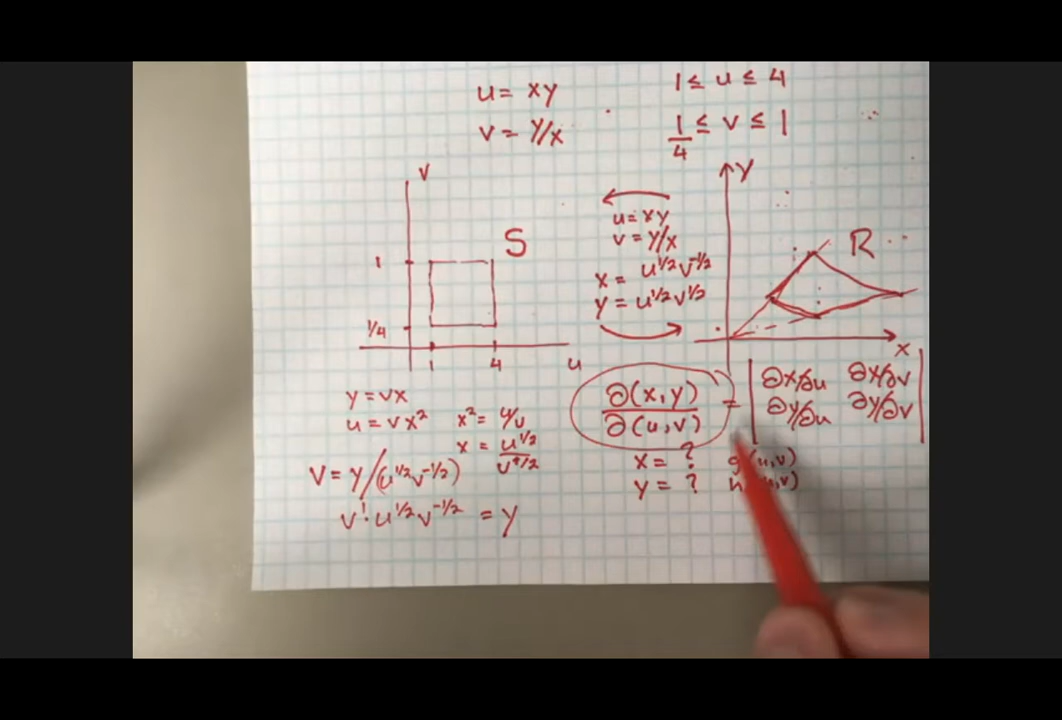 u = xy
1 ≤ u ≤ 4
v = y/x
1/4 ≤ v ≤ 1
v
S
1
1/4
1
4
u
u = xy
v = y/x
x = u^1/2 v^-1/2
y = u^1/2 v^1/2
y
R
x
y = vx
u = vx²
x² = u/v
x = u^1/2 / v^+1/2
v = y/(u^1/2 v^-1/2)
v¹ · u^1/2 v^-1/2 = y
∂(x,y)/∂(u,v) = | ∂x/∂u ∂x/∂v |
| ∂y/∂u ∂y/∂v |
x = ?
y = ?